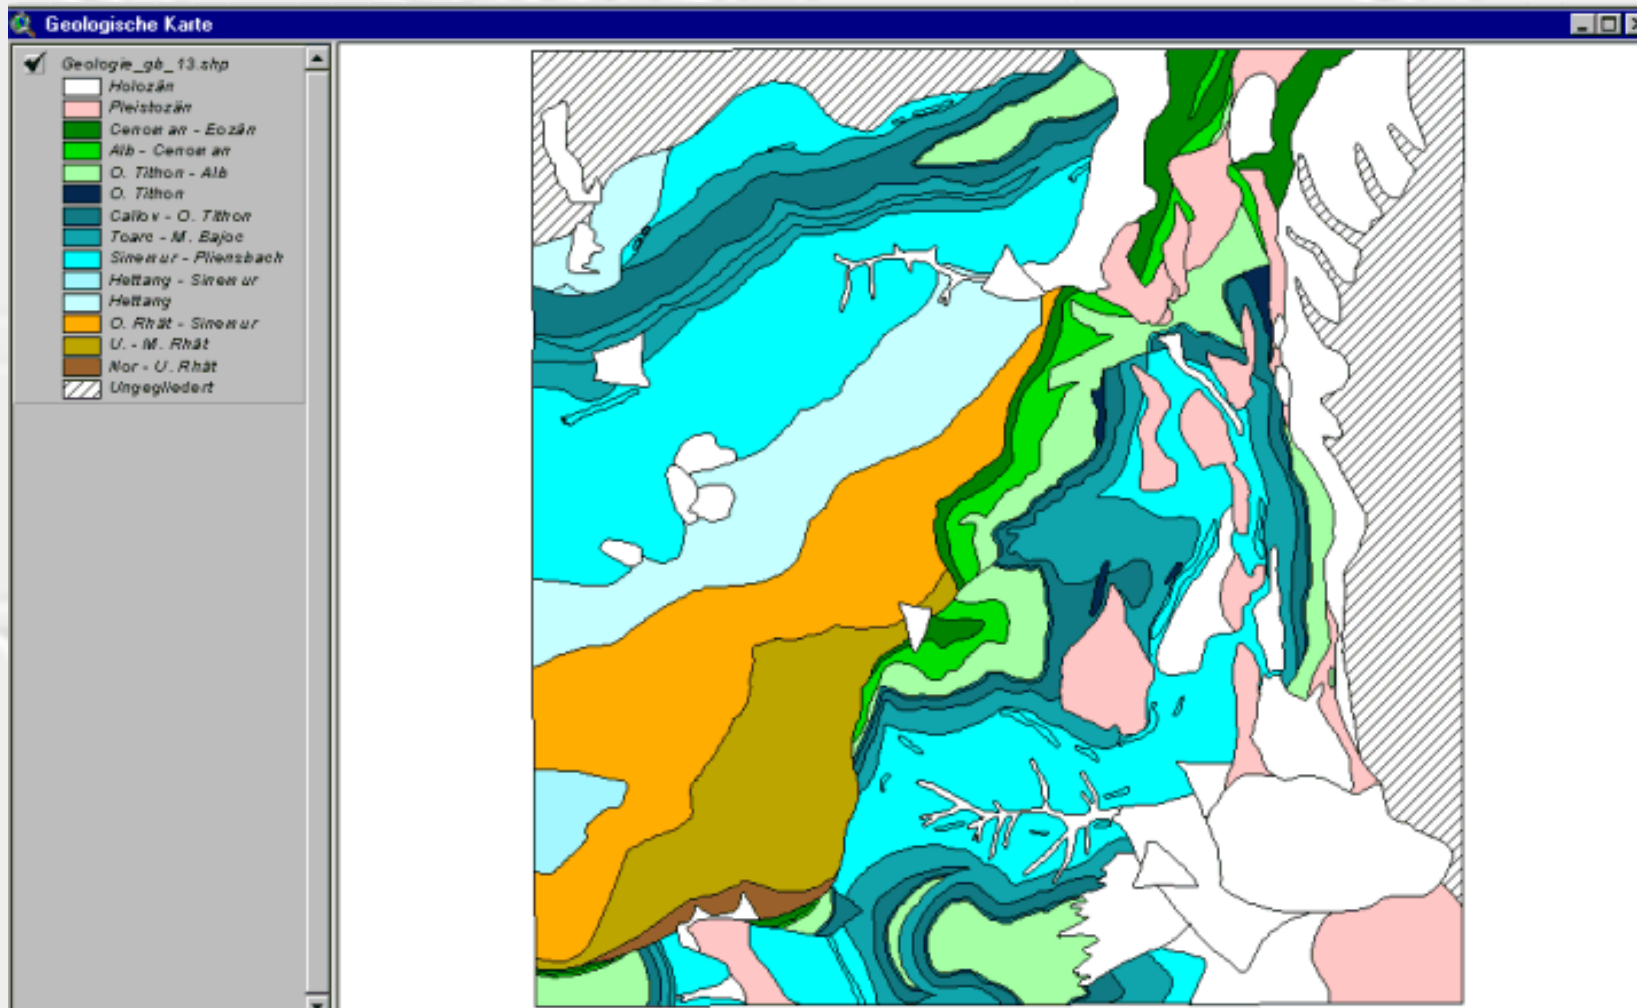 Geologische Karte
Geologie_gb_13.shp
Holozän
Pleistozän
Cenoman - Eozän
Alb - Cenoman
O. Tithon - Alb
O. Tithon
Callov - O. Tithon
Toarc - M. Bajoc
Sinemur - Pliensbach
Hettang - Sinemur
Hettang
O. Rhät - Sinemur
U. - M. Rhät
Nor - U. Rhät
Ungegliedert